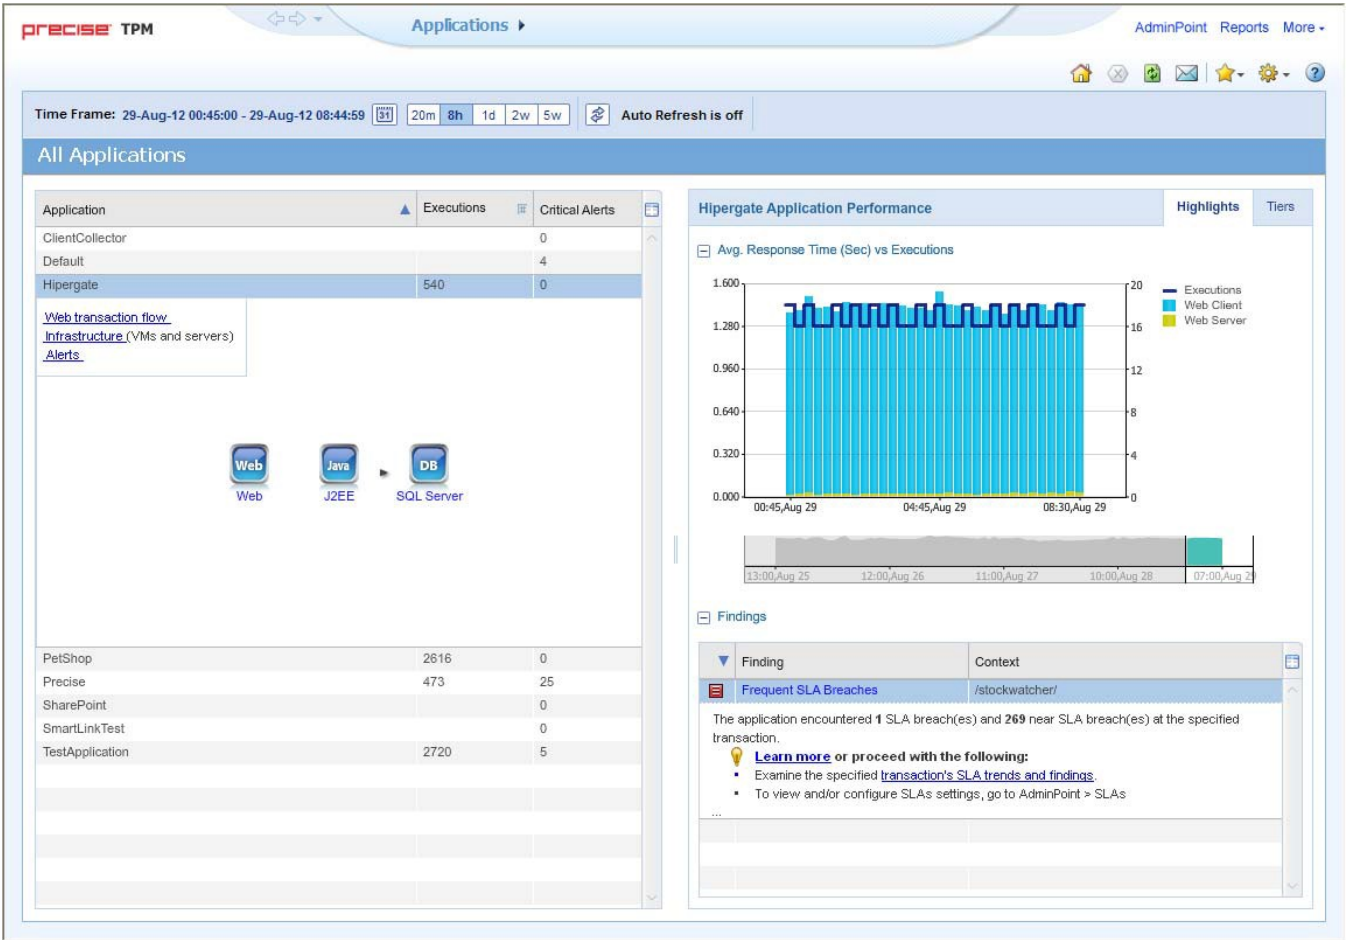 precise TPM
Applications
AdminPoint Reports More
Time Frame: 29-Aug-12 00:45:00 - 29-Aug-12 08:44:59 31 20m 8h 1d 2w 5w Auto Refresh is off
All Applications
Application Executions Critical Alerts
ClientCollector 0
Default 4
Hipergate 540 0
Web transaction flow
Infrastructure (VMs and servers)
Alerts
Web Java DB
Web J2EE SQL Server
PetShop 2616 0
Precise 473 25
SharePoint 0
SmartLinkTest 0
TestApplication 2720 5
Hipergate Application Performance Highlights Tiers
Avg. Response Time (Sec) vs Executions
1.600 20
1.280 16
0.960 12
0.640 8
0.320 4
0.000 0
00:45,Aug 29 04:45,Aug 29 08:30,Aug 29
Executions
Web Client
Web Server
13:00,Aug 25 12:00,Aug 26 11:00,Aug 27 10:00,Aug 28 07:00,Aug 29
Findings
Finding Context
Frequent SLA Breaches /stockwatcher/
The application encountered 1 SLA breach(es) and 269 near SLA breach(es) at the specified
transaction.
Learn more or proceed with the following:
Examine the specified transaction's SLA trends and findings.
To view and/or configure SLAs settings, go to AdminPoint > SLAs
...